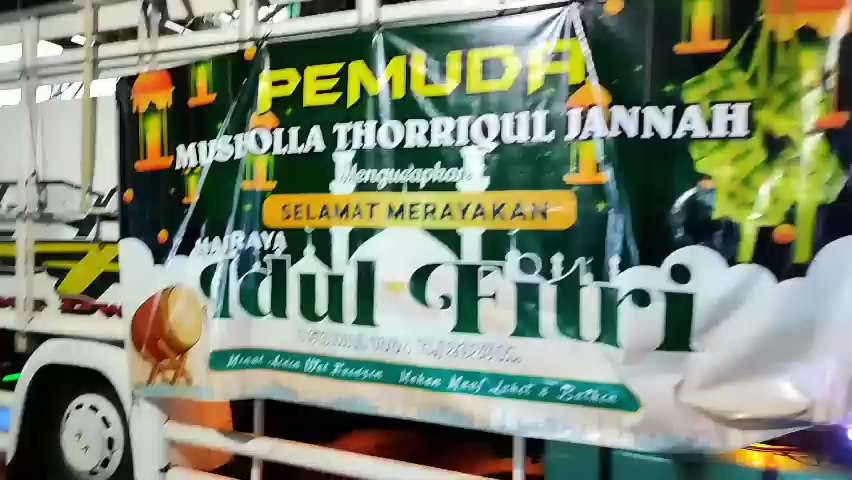 PEMUDA
MUSHOLLA THORRIQUL JANNAH
Mengucapkan
SELAMAT MERAYAKAN
HARI RAYA
Idul-Fitri
Minal Aidin Wal Faizin Mohon Maaf Lahir & Bathin